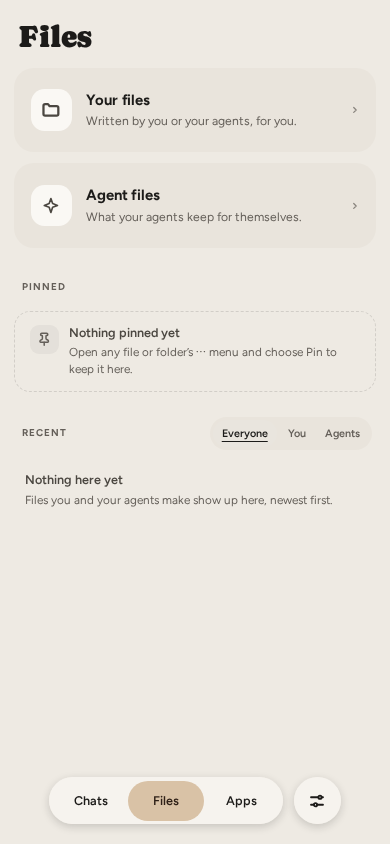 Files
Your files
Written by you or your agents, for you.
Agent files
What your agents keep for themselves.
PINNED
Nothing pinned yet
Open any file or folder's ··· menu and choose Pin to
keep it here.
RECENT
Everyone You Agents
Nothing here yet
Files you and your agents make show up here, newest first.
Chats Files Apps